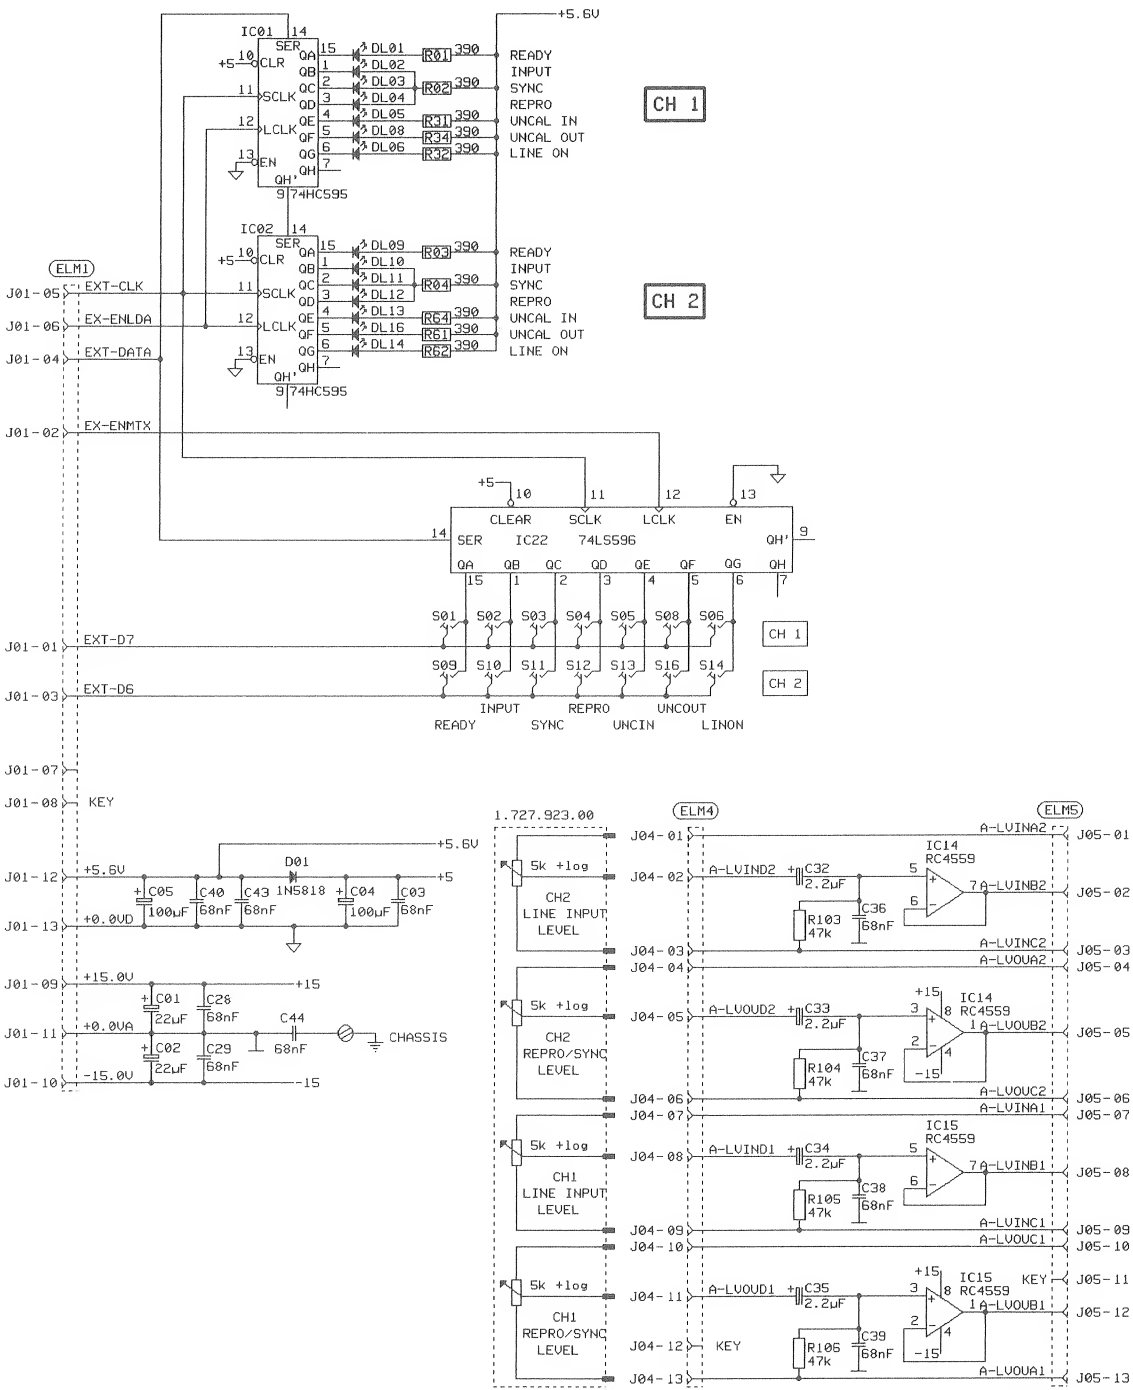 +5.6V
IC01
14
SER
10
+5
CLR
QA
15
DL01
R01
390
READY
QB
1
DL02
INPUT
11
SCLK
QC
2
DL03
R02
390
SYNC
QD
3
DL04
REPRO
12
LCLK
QE
4
DL05
R31
390
UNCAL IN
QF
5
DL08
R34
390
UNCAL OUT
13
EN
QG
6
DL06
R32
390
LINE ON
QH
7
QH'
9
74HC595
CH 1
IC02
14
SER
10
+5
CLR
QA
15
DL09
R03
390
READY
QB
1
DL10
INPUT
11
SCLK
QC
2
DL11
R04
390
SYNC
QD
3
DL12
REPRO
12
LCLK
QE
4
DL13
R64
390
UNCAL IN
QF
5
DL16
R61
390
UNCAL OUT
13
EN
QG
6
DL14
R62
390
LINE ON
QH
7
QH'
9
74HC595
CH 2
ELM1
J01-05
EXT-CLK
J01-06
EX-ENLDA
J01-04
EXT-DATA
J01-02
EX-ENMTX
+5
10
11
12
13
CLEAR
SCLK
LCLK
EN
14
SER
IC22
74LS596
QH'
9
QA
QB
QC
QD
QE
QF
QG
QH
15
1
2
3
4
5
6
7
S01
S02
S03
S04
S05
S08
S06
CH 1
J01-01
EXT-D7
S09
S10
S11
S12
S13
S16
S14
CH 2
J01-03
EXT-D6
INPUT
REPRO
UNCOUT
READY
SYNC
UNCIN
LINON
J01-07
J01-08
KEY
+5.6V
J01-12
+5.6V
D01
1N5818
+5
+
C05
100µF
C40
68nF
C43
68nF
+
C04
100µF
C03
68nF
J01-13
+0.0VD
J01-09
+15.0V
+15
+
C01
22µF
C28
68nF
J01-11
+0.0VA
C44
68nF
CHASSIS
+
C02
22µF
C29
68nF
J01-10
-15.0V
-15
1.727.923.00
ELM4
ELM5
J04-01
A-LVINA2
J05-01
5k +log
CH2
LINE INPUT
LEVEL
J04-02
A-LVIND2
+
C32
2.2µF
IC14
RC4559
5
+
6
-
7
A-LVINB2
J05-02
R103
47k
C36
68nF
J04-03
A-LVINC2
J05-03
J04-04
A-LVOUA2
J05-04
5k +log
CH2
REPRO/SYNC
LEVEL
J04-05
A-LVOUD2
+
C33
2.2µF
+15
8
IC14
RC4559
3
+
2
-
1
A-LVOUB2
J05-05
4
-15
R104
47k
C37
68nF
J04-06
A-LVOUC2
J05-06
J04-07
A-LVINA1
J05-07
5k +log
CH1
LINE INPUT
LEVEL
J04-08
A-LVIND1
+
C34
2.2µF
IC15
RC4559
5
+
6
-
7
A-LVINB1
J05-08
R105
47k
C38
68nF
J04-09
A-LVINC1
J05-09
J04-10
A-LVOUC1
J05-10
5k +log
CH1
REPRO/SYNC
LEVEL
KEY
J05-11
J04-11
A-LVOUD1
+
C35
2.2µF
+15
8
IC15
RC4559
3
+
2
-
1
A-LVOUB1
J05-12
4
-15
J04-12
KEY
R106
47k
C39
68nF
J04-13
A-LVOUA1
J05-13